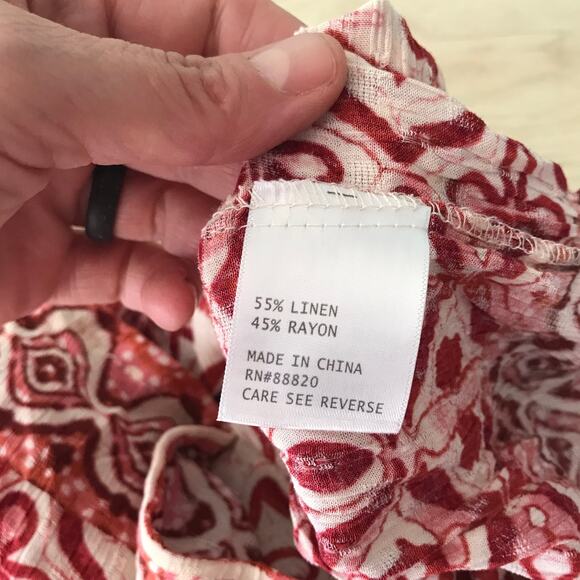 55% LINEN
45% RAYON
MADE IN CHINA
RN#88820
CARE SEE REVERSE